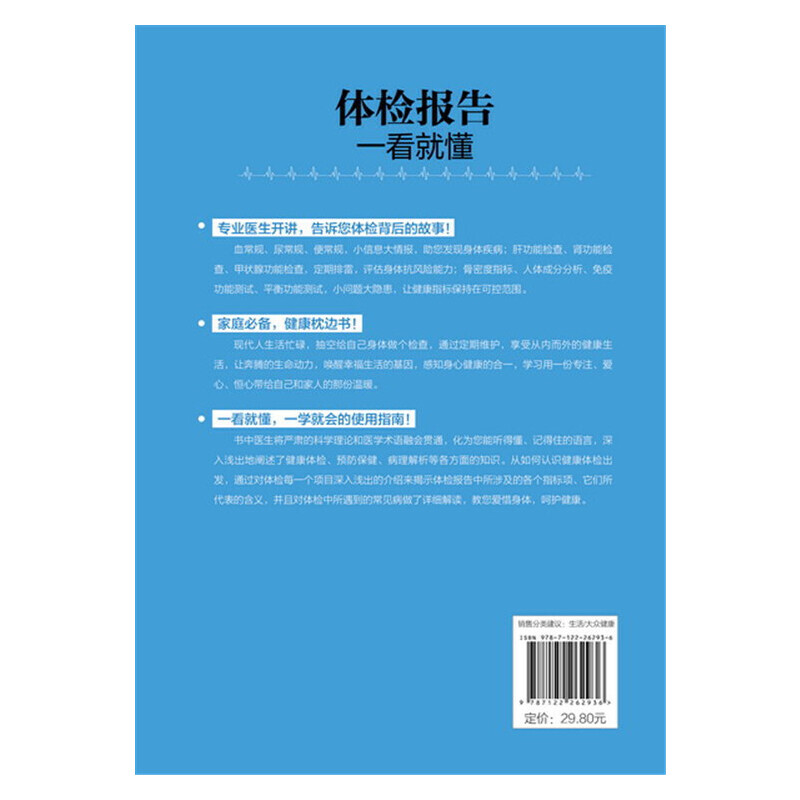 体检报告
一看就懂
专业医生开讲，告诉您体检背后的故事！
血常规、尿常规、便常规，小信息大情报，助您发现身体疾病；肝功能检查、肾功能检
查、甲状腺功能检查，定期排雷，评估身体抗风险能力；骨密度指标、人体成分分析、免疫
功能测试、平衡功能测试，小问题大隐患，让健康指标保持在可控范围。
家庭必备，健康枕边书！
现代人生活忙碌，抽空给自己身体做个检查，通过定期维护，享受从内而外的健康生
活，让奔腾的生命动力，唤醒幸福生活的基因，感知身心健康的合一，学习用一份专注、爱
心、恒心带给自己和家人的那份温暖。
一看就懂，一学就会的使用指南！
书中医生将严肃的科学理论和医学术语融会贯通，化为您能听得懂、记得住的语言，深
入浅出地阐述了健康体检、预防保健、病理解析等各方面的知识。从如何认识健康体检出
发，通过对体检每一个项目深入浅出的介绍来揭示体检报告中所涉及的各个指标项、它们所
代表的含义，并且对体检中所遇到的常见病做了详细解读，教您爱惜身体，呵护健康。
销售分类建议：生活/大众健康
ISBN 978-7-122-26293-6
9 787122 262936 >
定价：29.80元